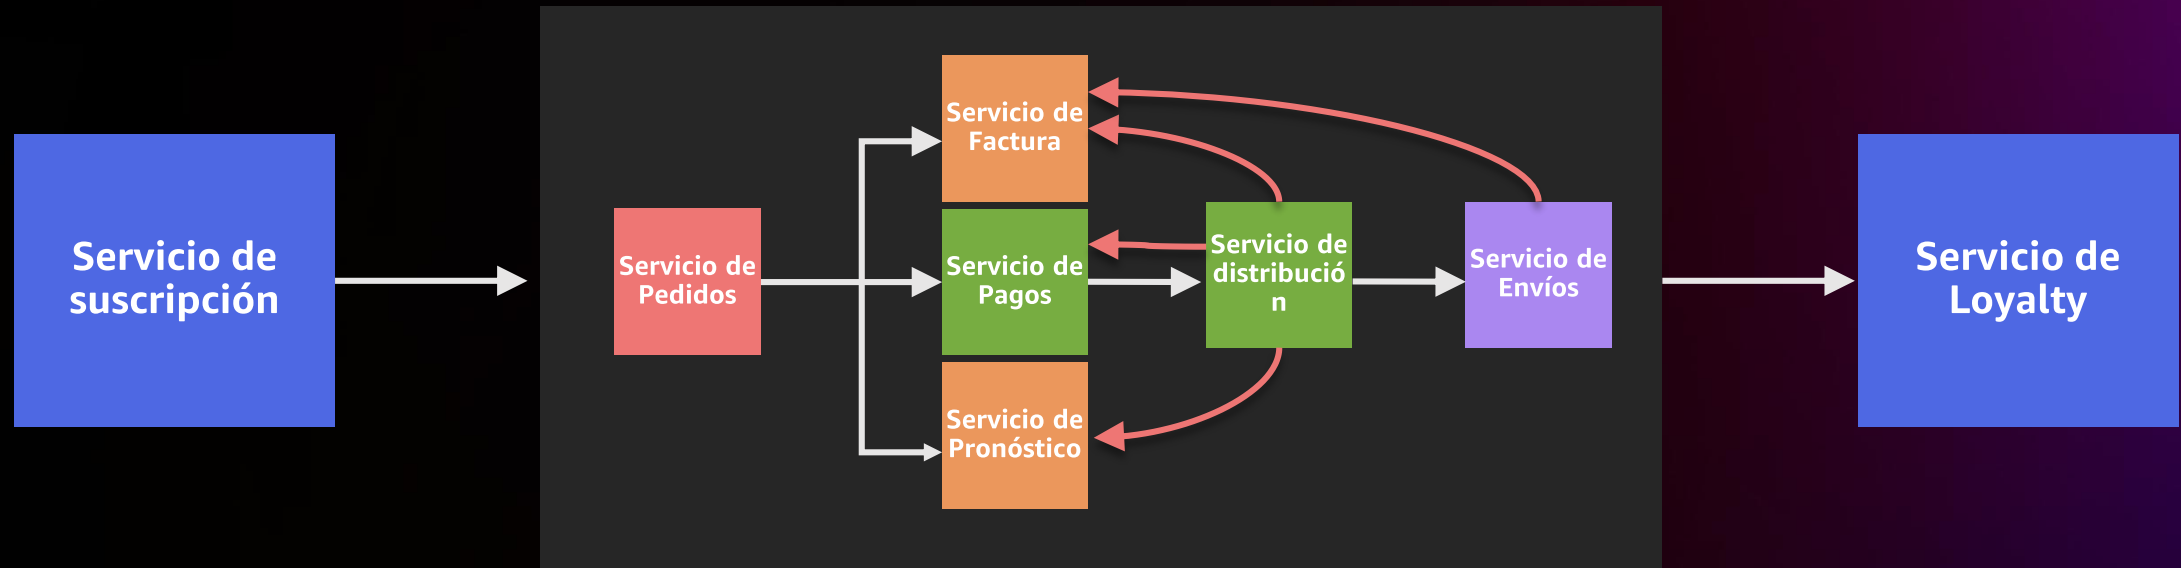 Servicio de
suscripción
Servicio de
Pedidos
Servicio de
Factura
Servicio de
Pagos
Servicio de
Pronóstico
Servicio de
distribució
n
Servicio de
Envíos
Servicio de
Loyalty